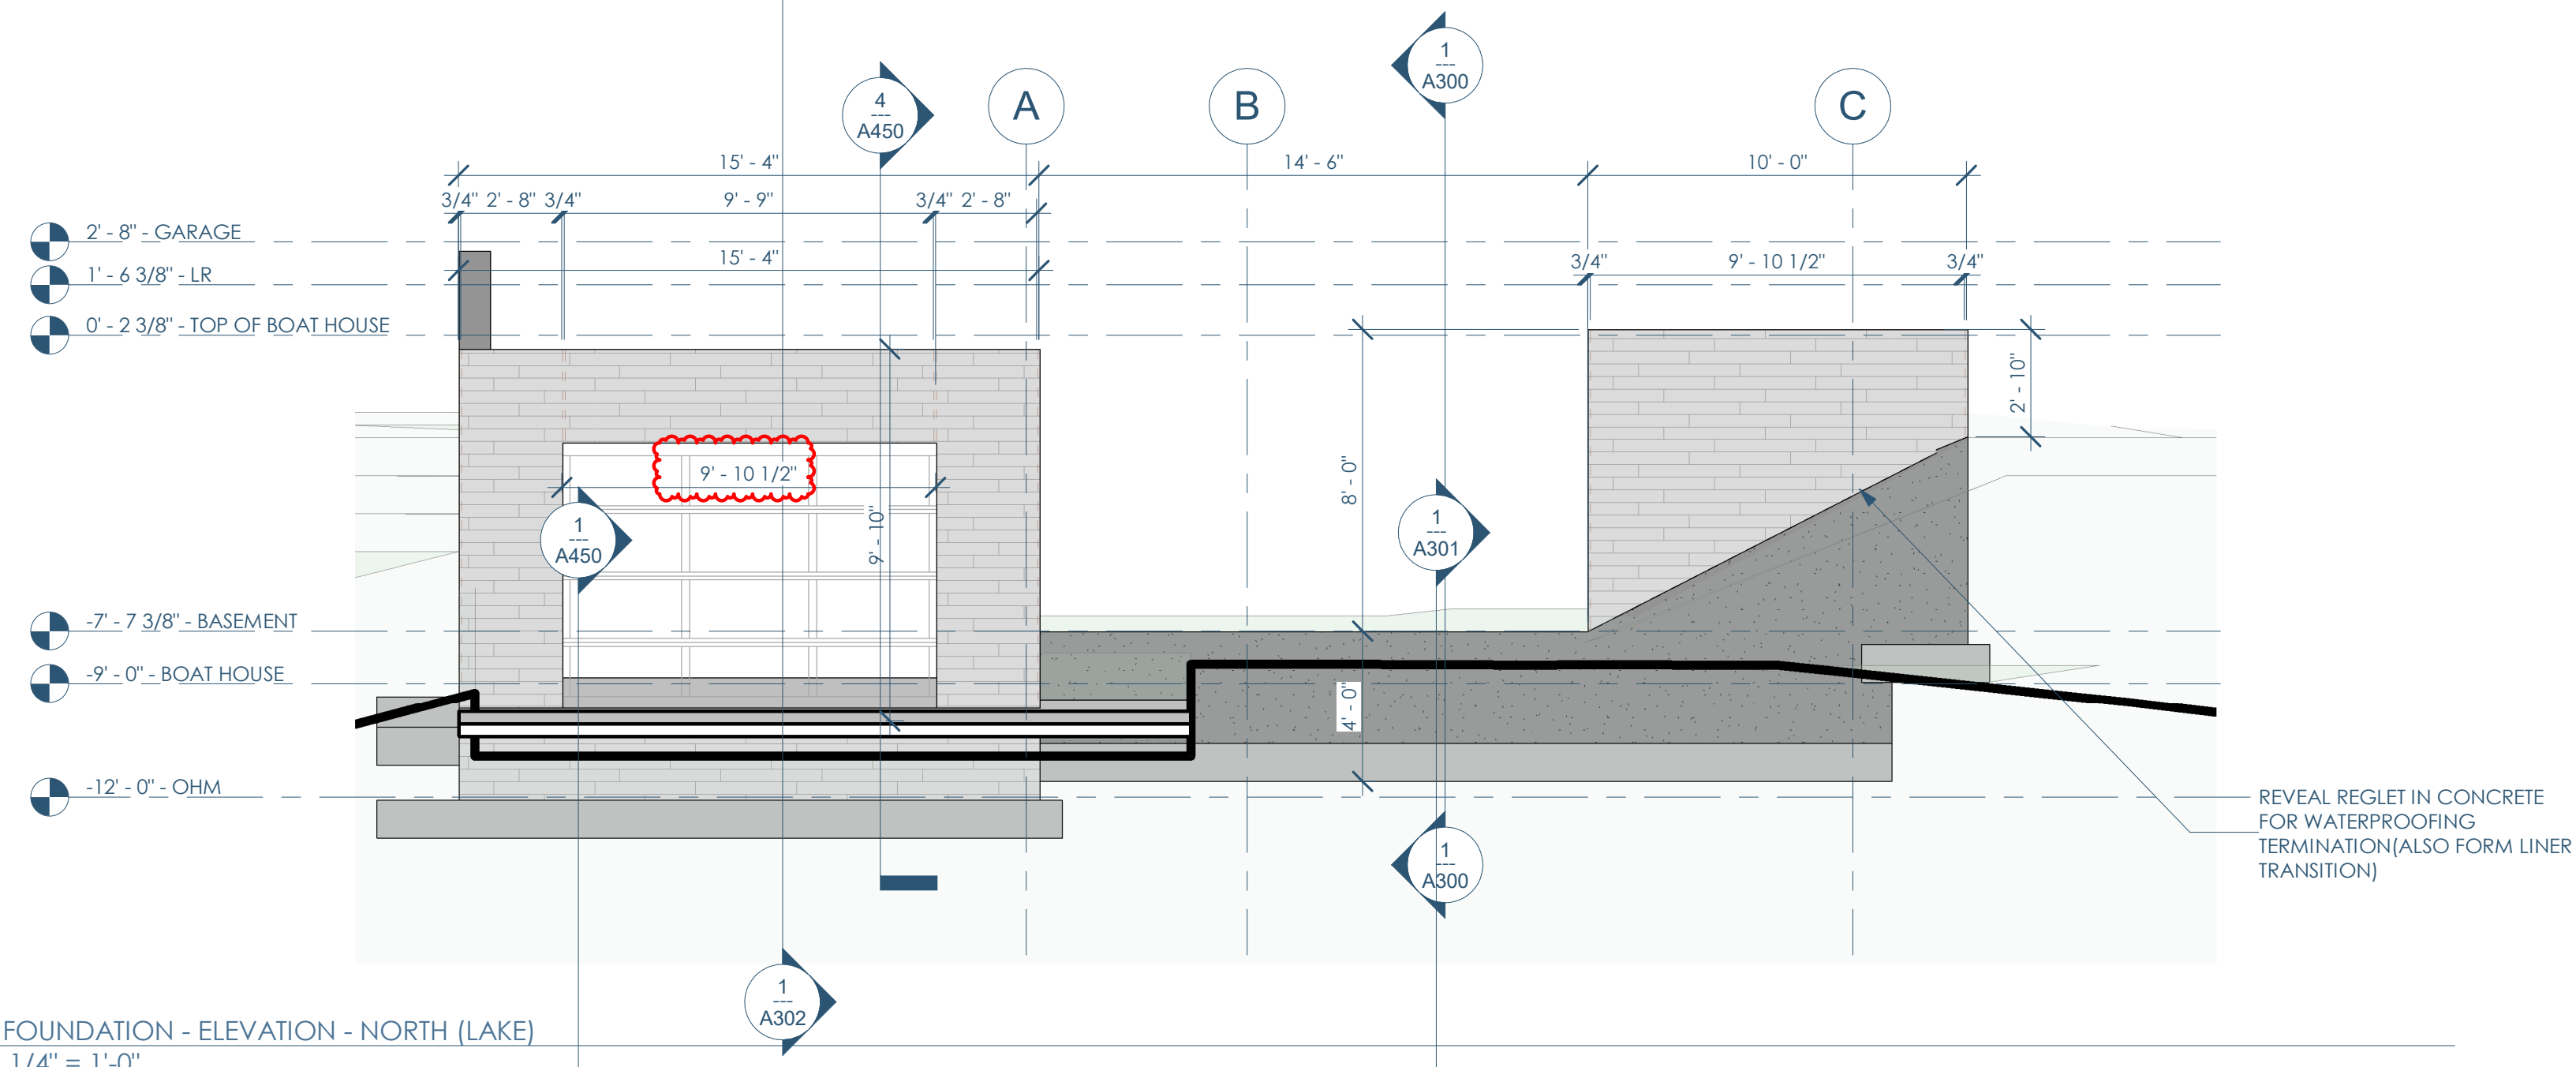 1
---
A300
4
---
A450
A
B
C
15' - 4"
14' - 6"
10' - 0"
3/4" 2' - 8" 3/4"
9' - 9"
3/4" 2' - 8"
2' - 8" - GARAGE
15' - 4"
3/4"
9' - 10 1/2"
3/4"
1' - 6 3/8" - LR
0' - 2 3/8" - TOP OF BOAT HOUSE
2' - 10"
9' - 10 1/2"
8' - 0"
9' - 10"
1
---
A450
1
---
A301
-7' - 7 3/8" - BASEMENT
-9' - 0" - BOAT HOUSE
4' - 0"
-12' - 0" - OHM
REVEAL REGLET IN CONCRETE
FOR WATERPROOFING
TERMINATION(ALSO FORM LINER
TRANSITION)
1
---
A300
1
---
A302
FOUNDATION - ELEVATION - NORTH (LAKE)
1/4" = 1'-0"